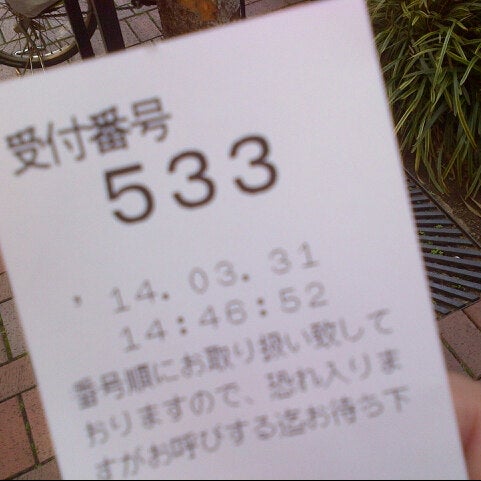 受付番号
533
'14.03.31
14:46:52
番号順にお取り扱い致して
おりますので、恐れ入りま
すがお呼びする迄お待ち下